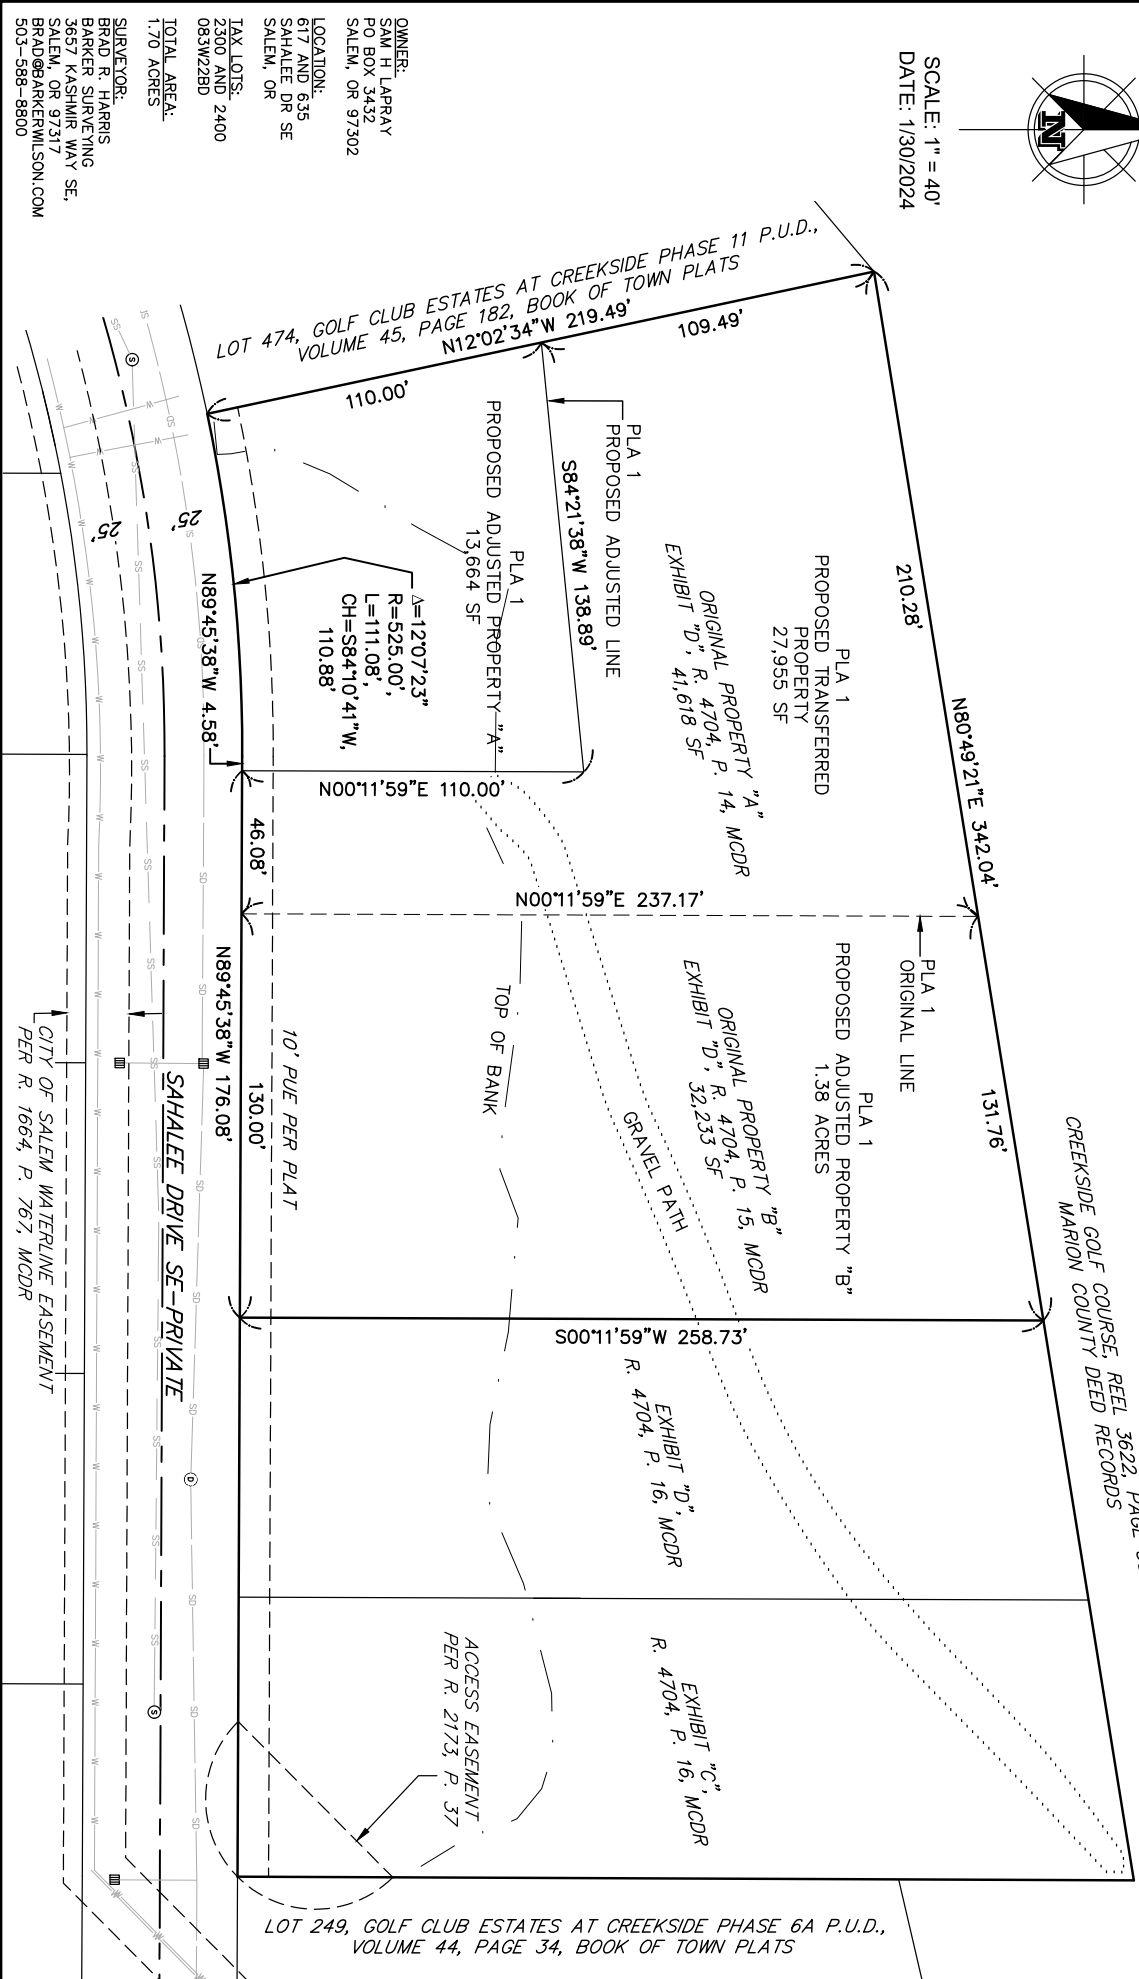 N
SCALE: 1" = 40'
DATE: 1/30/2024
CREEKSIDE GOLF COURSE, REEL 3622, PAGE
MARION COUNTY DEED RECORDS
N80°49'21"E 342.04'
210.28'
131.76'
LOT 474, GOLF CLUB ESTATES AT CREEKSIDE PHASE 11 P.U.D.,
VOLUME 45, PAGE 182, BOOK OF TOWN PLATS
N12°02'34"W 219.49'
109.49'
110.00'
PLA 1
PROPOSED TRANSFERRED
PROPERTY
27,955 SF
ORIGINAL PROPERTY "A"
EXHIBIT "D", R. 4704, P. 14, MCDR
41,618 SF
PLA 1
PROPOSED ADJUSTED LINE
S84°21'38"W 138.89'
PLA 1
PROPOSED ADJUSTED PROPERTY "A"
13,664 SF
Δ=12°07'23"
R=525.00',
L=111.08',
CH=S84°10'41"W,
110.88'
N89°45'38"W 4.58'
N00°11'59"E 110.00'
46.08'
N00°11'59"E 237.17'
PLA 1
ORIGINAL LINE
PLA 1
PROPOSED ADJUSTED PROPERTY "B"
1.38 ACRES
ORIGINAL PROPERTY "B"
EXHIBIT "D", R. 4704, P. 15, MCDR
32,233 SF
GRAVEL PATH
TOP OF BANK
10' PUE PER PLAT
130.00'
N89°45'38"W 176.08'
S00°11'59"W 258.73'
EXHIBIT "D",
R. 4704, P. 16, MCDR
EXHIBIT "C",
R. 4704, P. 16, MCDR
ACCESS EASEMENT
PER R. 2173, P. 37
LOT 249, GOLF CLUB ESTATES AT CREEKSIDE PHASE 6A P.U.D.,
VOLUME 44, PAGE 34, BOOK OF TOWN PLATS
25'
25'
SAHALEE DRIVE SE-PRIVATE
CITY OF SALEM WATERLINE EASEMENT
PER R. 1664, P. 767, MCDR
OWNER:
SAM H LAPRAY
PO BOX 3432
SALEM, OR 97302
LOCATION:
617 AND 635
SAHALEE DR SE
SALEM, OR
TAX LOTS:
2300 AND 2400
083W22BD
TOTAL AREA:
1.70 ACRES
SURVEYOR:
BRAD R. HARRIS
BARKER SURVEYING
3657 KASHMIR WAY SE,
SALEM, OR 97317
BRAD@BARKERWILSON.COM
503-588-8800